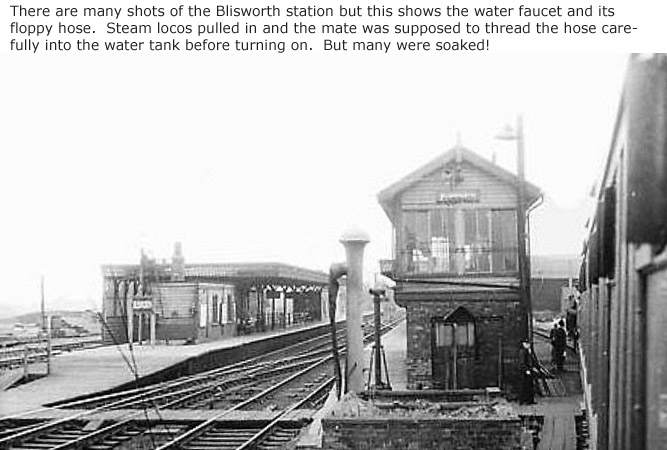 There are many shots of the Blisworth station but this shows the water faucet and its
floppy hose.  Steam locos pulled in and the mate was supposed to thread the hose care-
fully into the water tank before turning on.  But many were soaked!